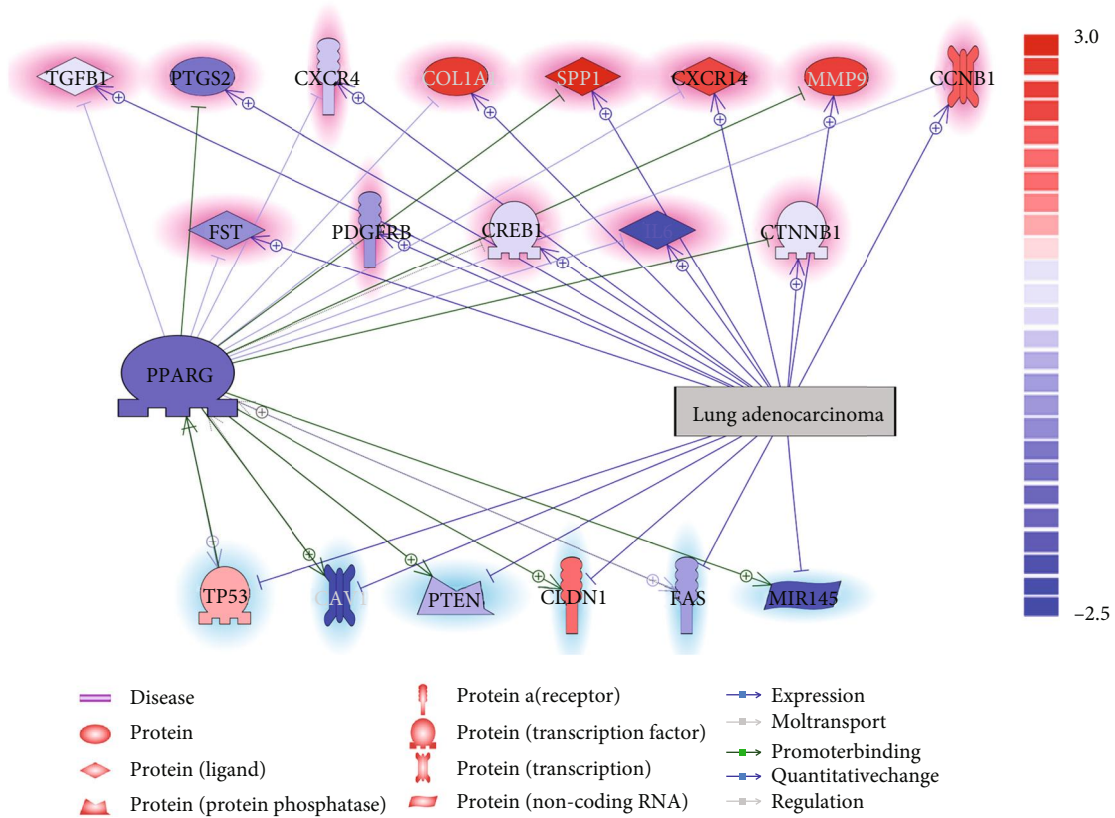 3.0
TGFB1 PTGS2 CXCR4 COL1A1 SPP1 CXCR14 MMP9 CCNB1
FST PDGFRB CREB1 IL6 CTNNB1
PPARG
Lung adenocarcinoma
TP53 CAV1 PTEN CLDN1 FAS MIR145
–2.5
Disease
Protein
Protein (ligand)
Protein (protein phosphatase)
Protein a(receptor)
Protein (transcription factor)
Protein (transcription)
Protein (non-coding RNA)
Expression
Moltransport
Promoterbinding
Quantitativechange
Regulation